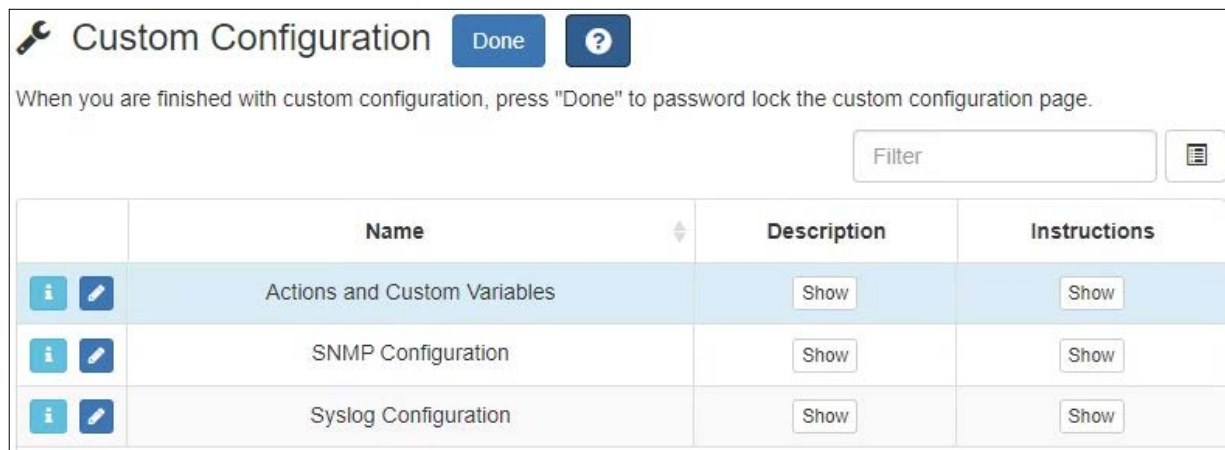 Custom Configuration Done ?
When you are finished with custom configuration, press "Done" to password lock the custom configuration page.
Filter
Name Description Instructions
i Actions and Custom Variables Show Show
i SNMP Configuration Show Show
i Syslog Configuration Show Show